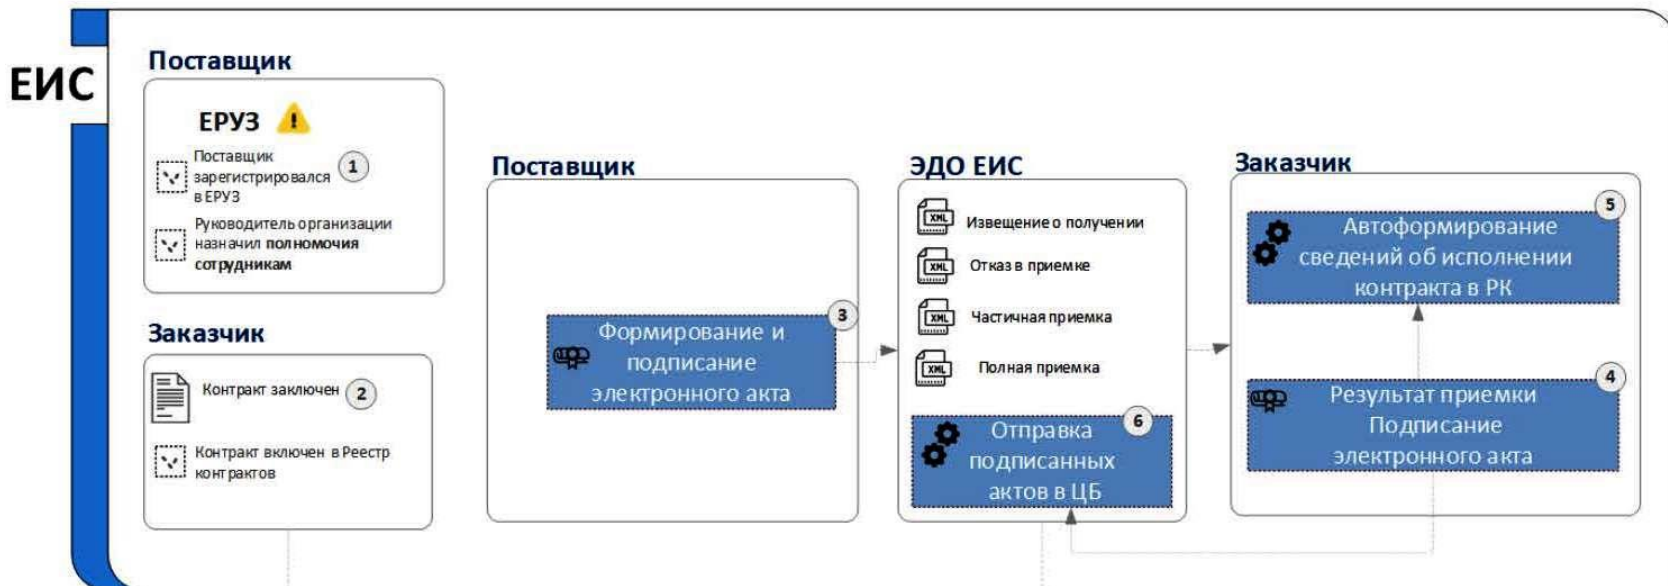 ЕИС
Поставщик
ЕРУЗ
Поставщик
зарегистрировался
в ЕРУЗ
1
Руководитель организации
назначил полномочия
сотрудникам
Заказчик
Контракт заключен
2
Контракт включен в Реестр
контрактов
Поставщик
3
Формирование и
подписание
электронного акта
ЭДО ЕИС
XML
Извещение о получении
XML
Отказ в приемке
XML
Частичная приемка
XML
Полная приемка
6
Отправка
подписанных
актов в ЦБ
Заказчик
5
Автоформирование
сведений об исполнении
контракта в РК
4
Результат приемки
Подписание
электронного акта